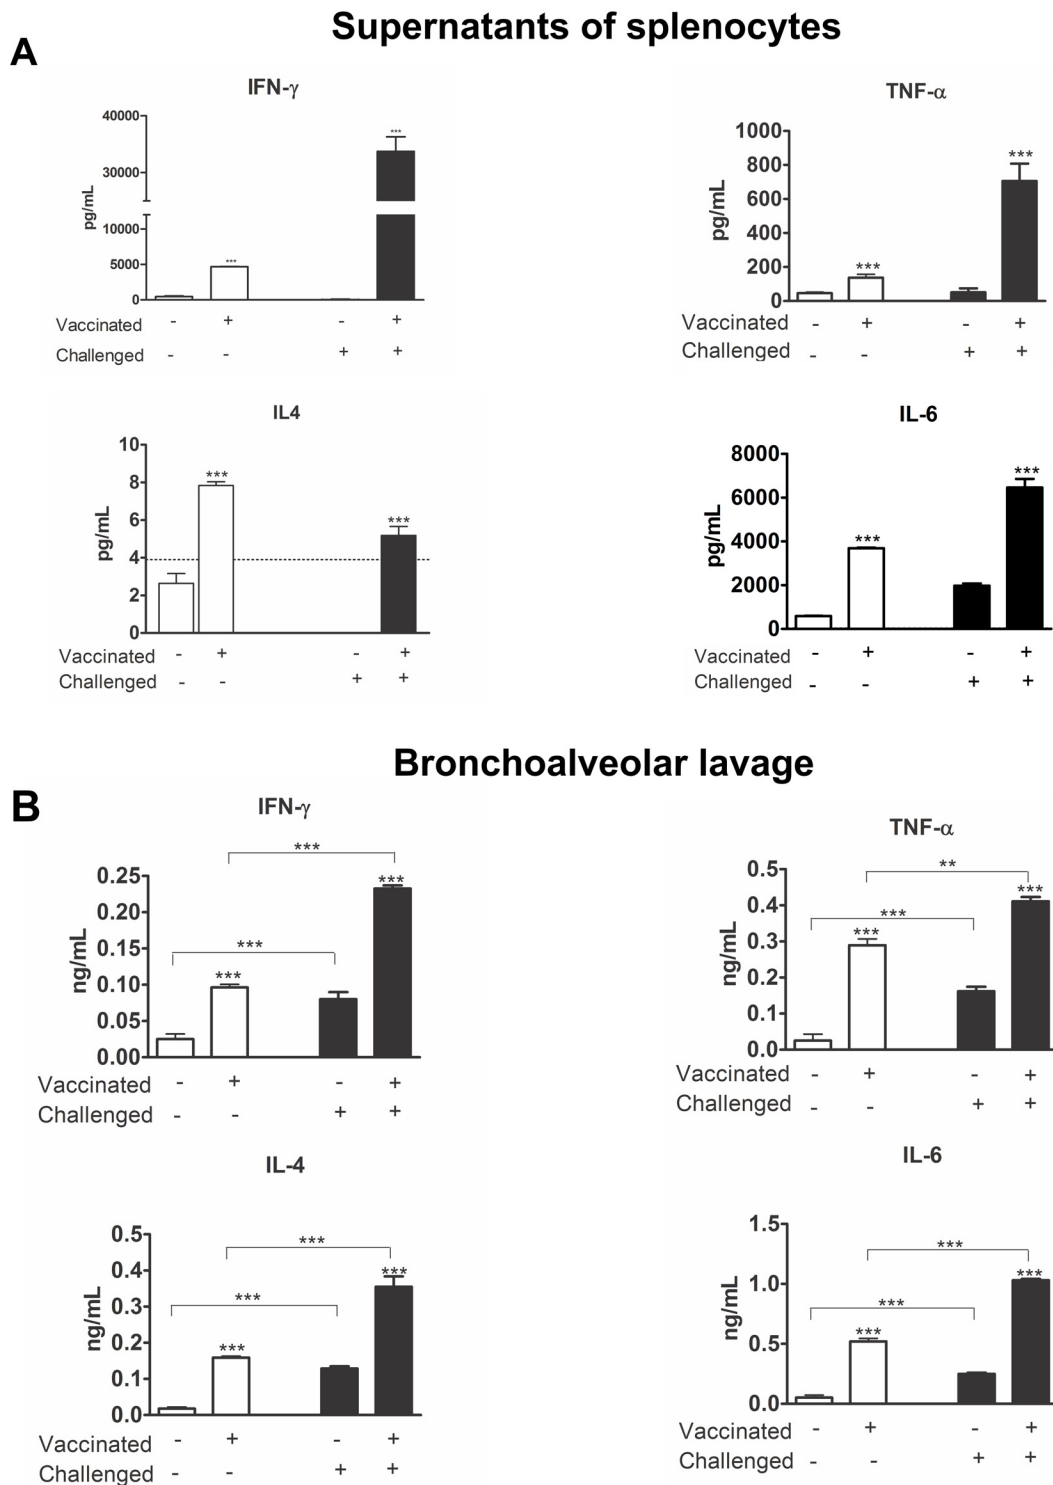 Supernatants of splenocytes
A
IFN-γ
40000
30000
10000
5000
0
pg/mL
***
***
Vaccinated - + - +
Challenged - - + +
TNF-α
1000
800
600
400
200
0
pg/mL
***
***
Vaccinated - + - +
Challenged - - + +
IL4
10
8
6
4
2
0
pg/mL
***
***
Vaccinated - + - +
Challenged - - + +
IL-6
8000
6000
4000
2000
0
pg/mL
***
***
Vaccinated - + - +
Challenged - - + +
Bronchoalveolar lavage
B
IFN-γ
***
0.25
0.20
0.15
0.10
0.05
0.00
ng/mL
***
***
***
Vaccinated - + - +
Challenged - - + +
TNF-α
**
0.5
0.4
0.3
0.2
0.1
0.0
ng/mL
***
***
***
Vaccinated - + - +
Challenged - - + +
IL-4
0.5
0.4
0.3
0.2
0.1
0.0
ng/mL
***
***
***
***
Vaccinated - + - +
Challenged - - + +
IL-6
1.5
1.0
0.5
0.0
ng/mL
***
***
***
***
Vaccinated - + - +
Challenged - - + +